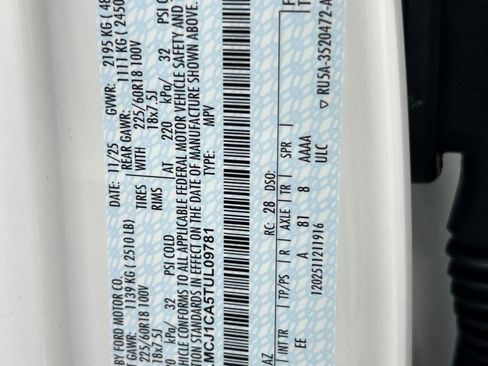 BY FORD MOTOR CO. DATE: 11/25 GVWR: 2195 KG ( 48
1139 KG ( 2510 LB) REAR GAWR: 1111 KG ( 2450
225/60R18 100V TIRES WITH 225/60R18 100V
18x7.5J RIMS 18x7.5J
kPa/ 32 PSI COLD AT 220 kPa/ 32 PSI CO
ALL APPLICABLE FEDERAL MOTOR VEHICLE SAFETY AND
VEHICLE STANDARDS IN EFFECT ON THE DATE OF MANUFACTURE SHOWN ABOVE.
MCJ1CA5TUL09781 TYPE: MPV
AZ RC: 28 DSO:
INT TR TP/PS R AXLE TR SPR
EE A 81 8 AAAA
1202511211916 ULC RU5A-3520472-A